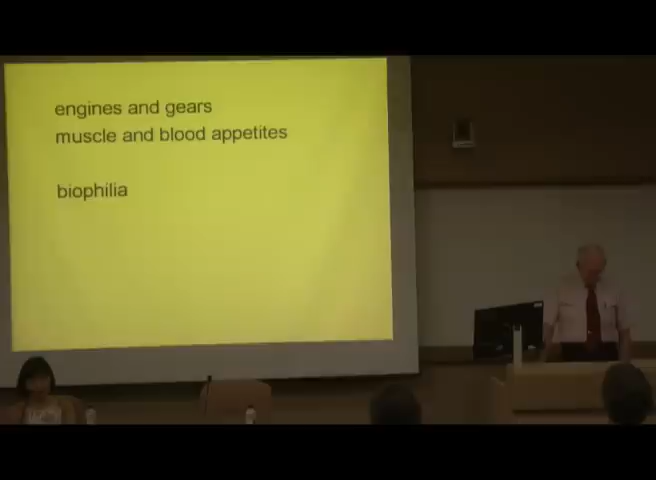 engines and gears
muscle and blood appetites
biophilia